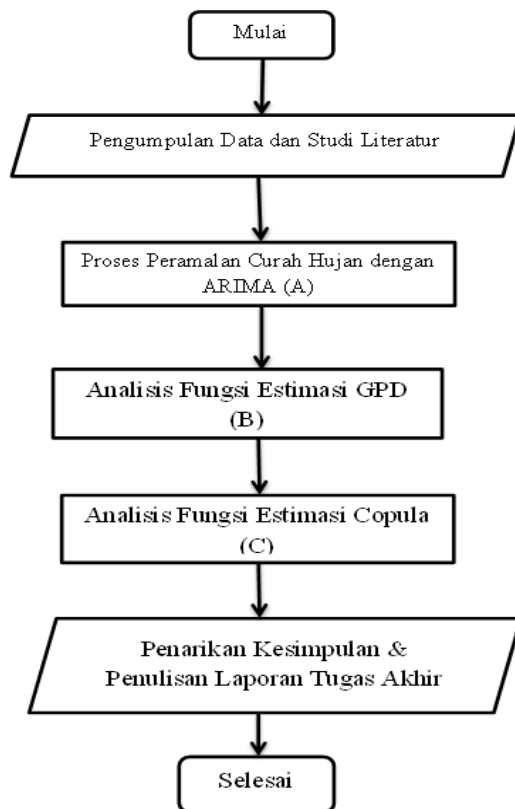 Mulai
Pengumpulan Data dan Studi Literatur
Proses Peramalan Curah Hujan dengan
ARIMA (A)
Analisis Fungsi Estimasi GPD
(B)
Analisis Fungsi Estimasi Copula
(C)
Penarikan Kesimpulan &
Penulisan Laporan Tugas Akhir
Selesai